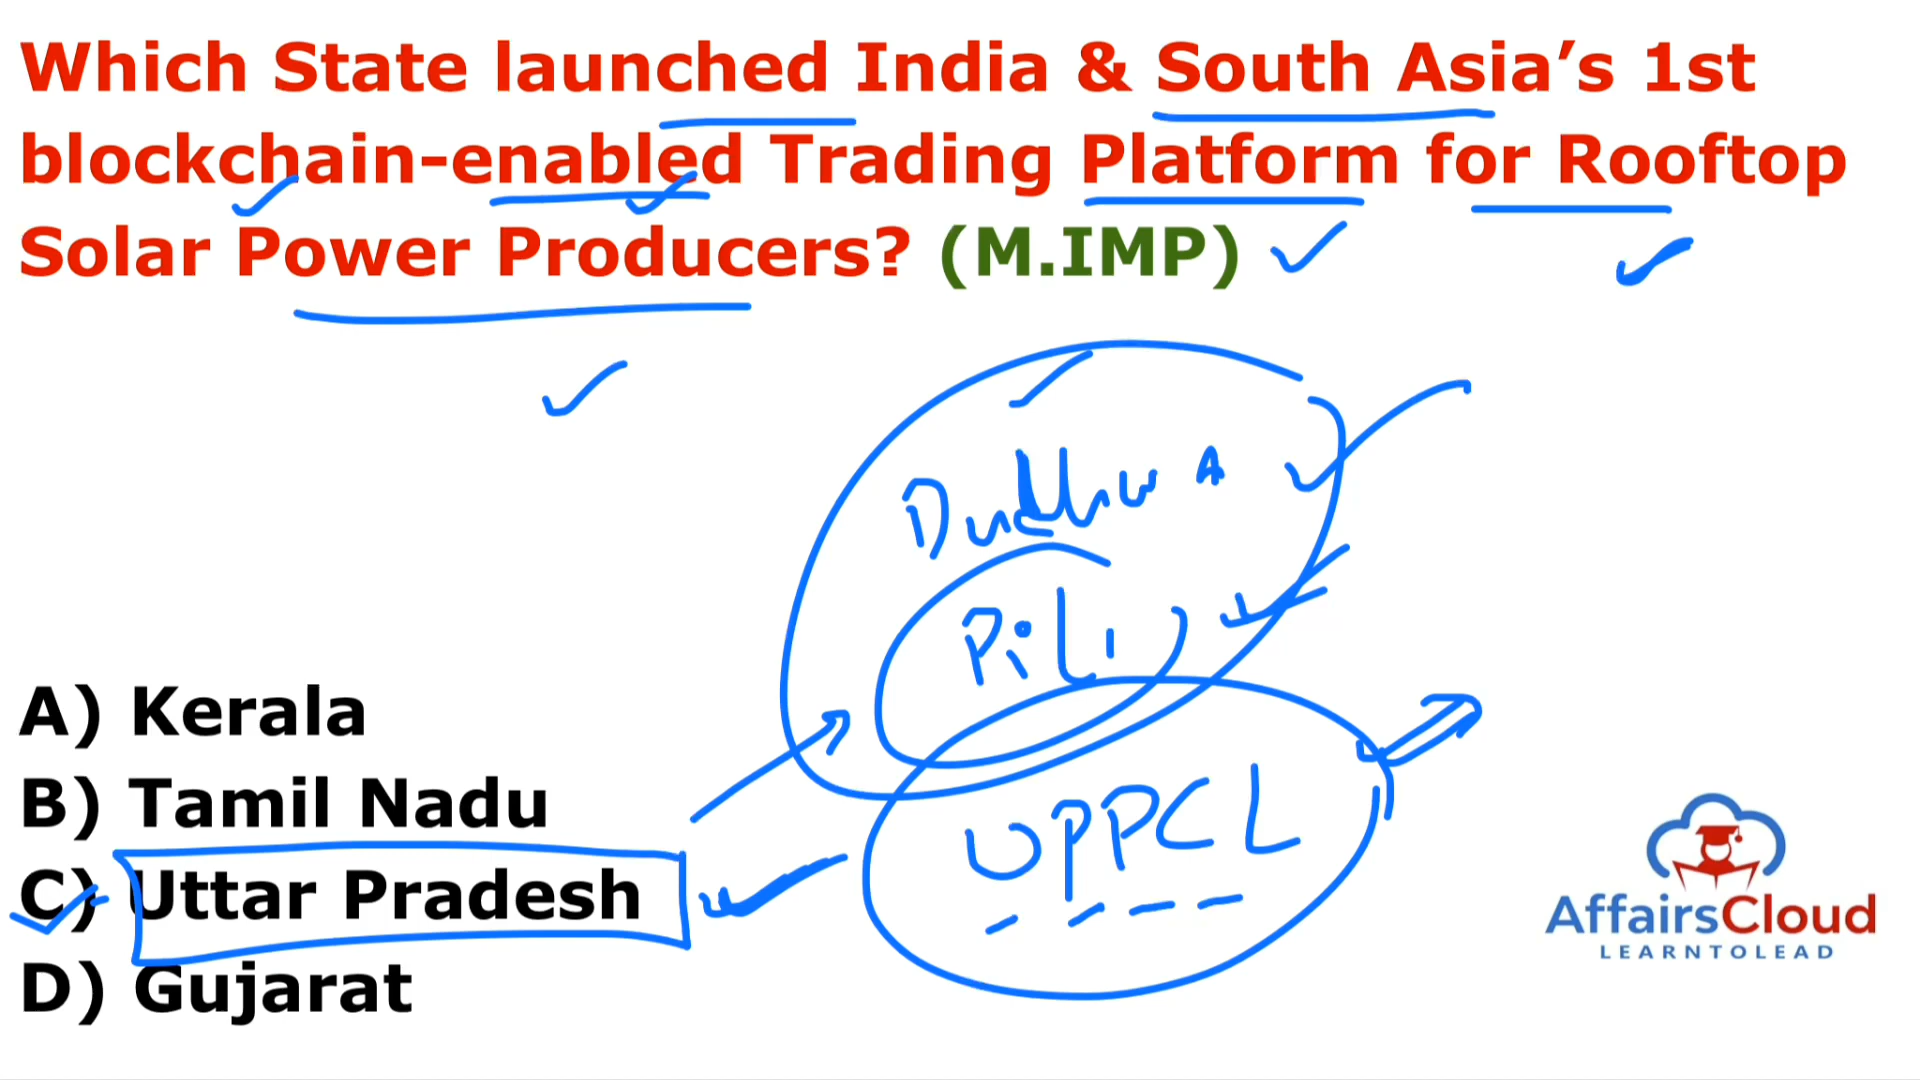 Which State launched India & South Asia’s 1st
blockchain-enabled Trading Platform for Rooftop
Solar Power Producers? (M.IMP)
Dudhwa
Pili
UPPCL
A) Kerala
B) Tamil Nadu
C) Uttar Pradesh
D) Gujarat
AffairsCloud
LEARNTOLEAD